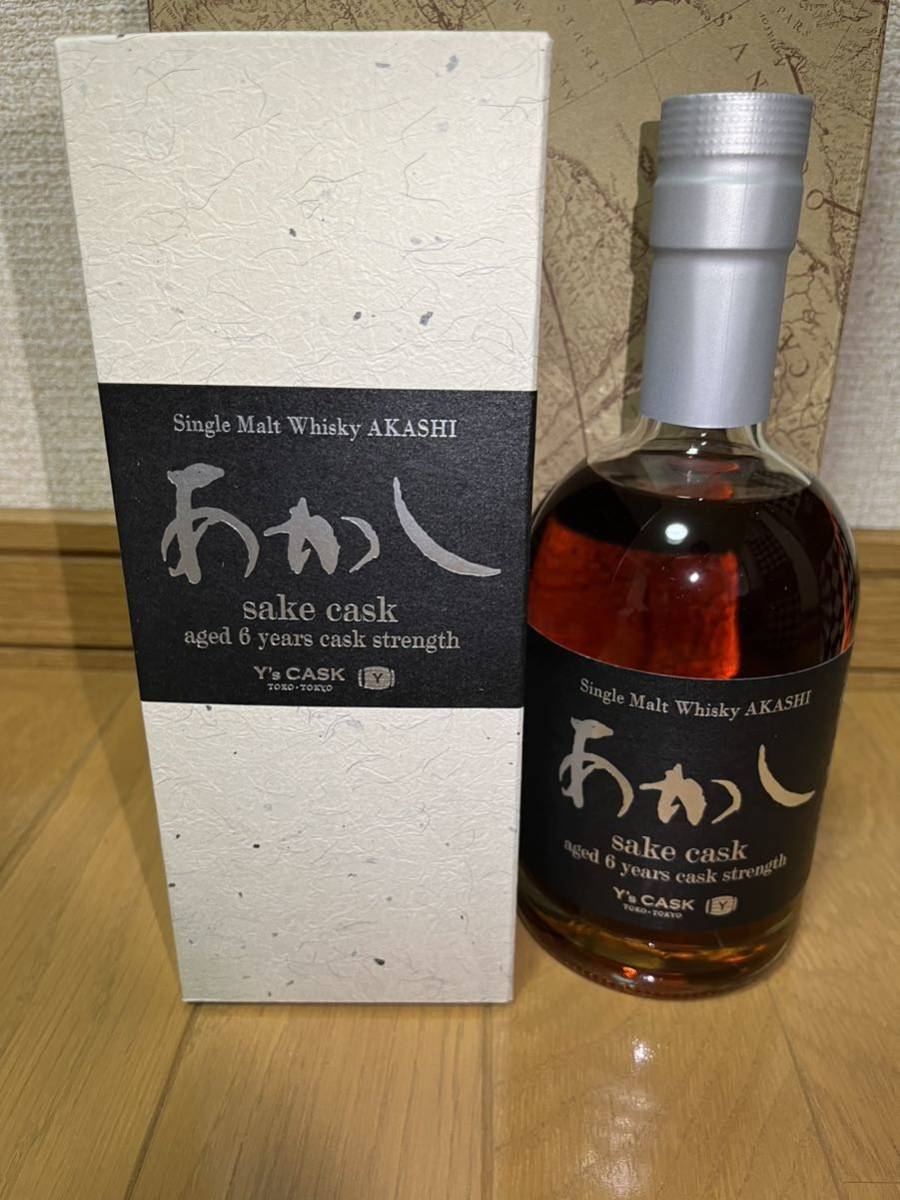 Single Malt Whisky AKASHI
あかし
sake cask
aged 6 years cask strength
Y's CASK
TOKO・TOKYO
Y
Single Malt Whisky AKASHI
あかし
sake cask
aged 6 years cask strength
Y's CASK
TOKO・TOKYO
Y